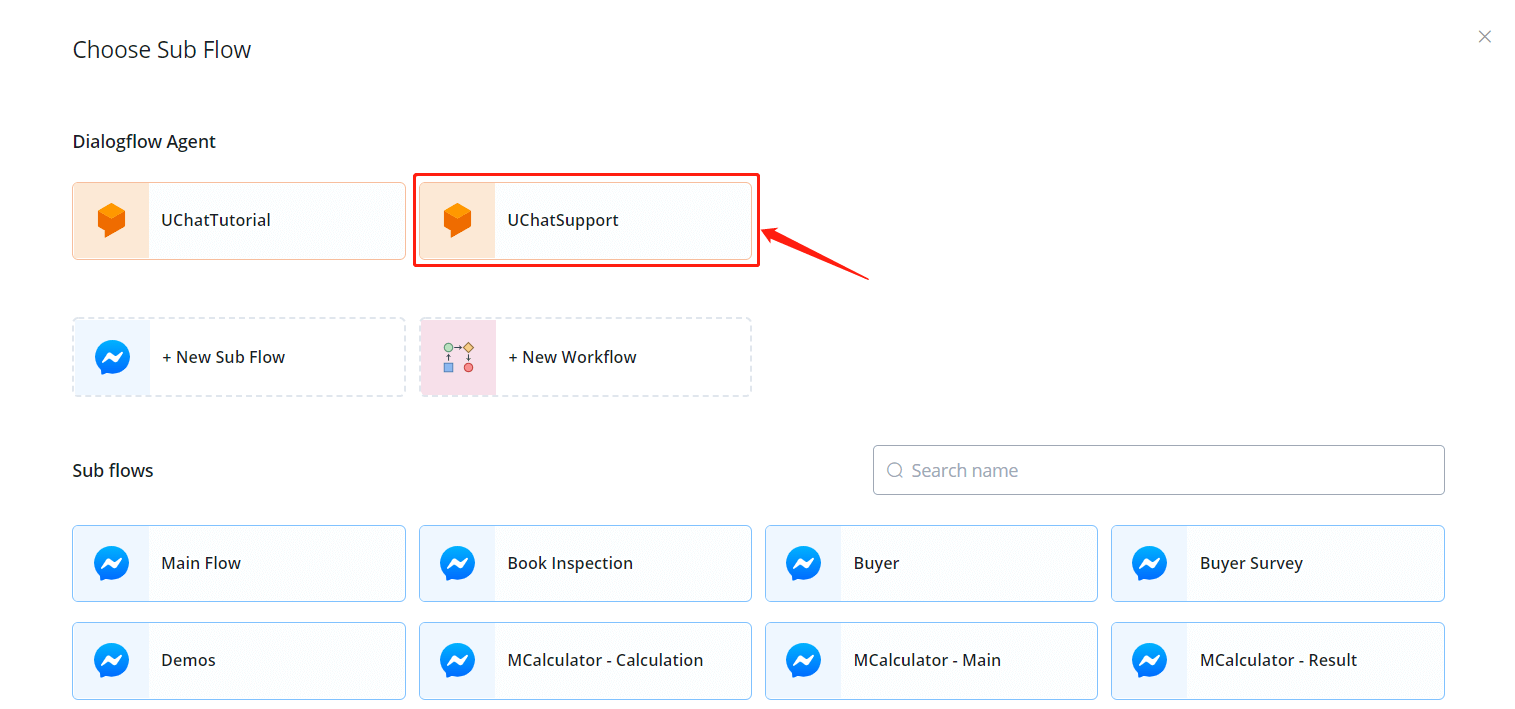 Choose Sub Flow
Dialogflow Agent
UChatTutorial
UChatSupport
+ New Sub Flow
+ New Workflow
Sub flows
Search name
Main Flow
Book Inspection
Buyer
Buyer Survey
Demos
MCalculator - Calculation
MCalculator - Main
MCalculator - Result